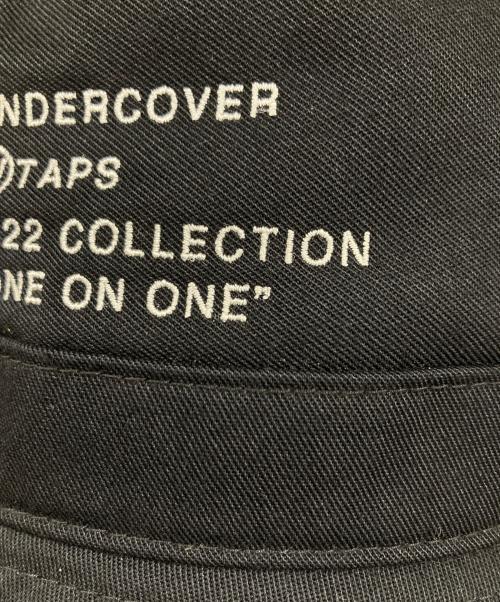 NDERCOVER
TAPS
22 COLLECTION
NE ON ONE”